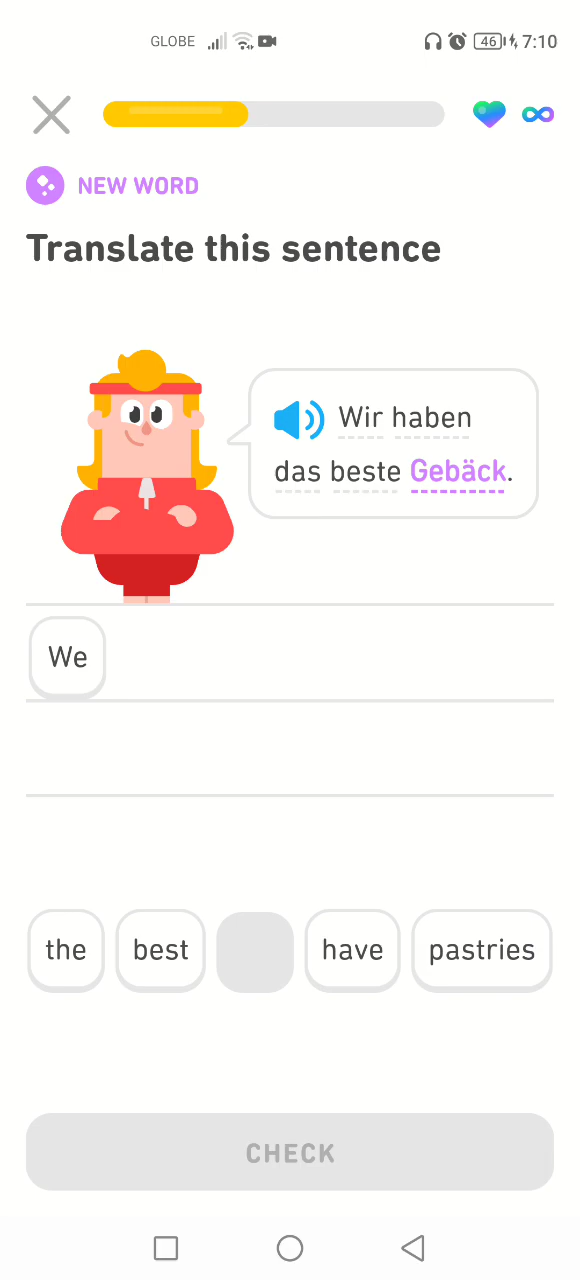 GLOBE 46 7:10
NEW WORD
Translate this sentence
Wir haben
das beste Gebäck.
We
the best have pastries
CHECK